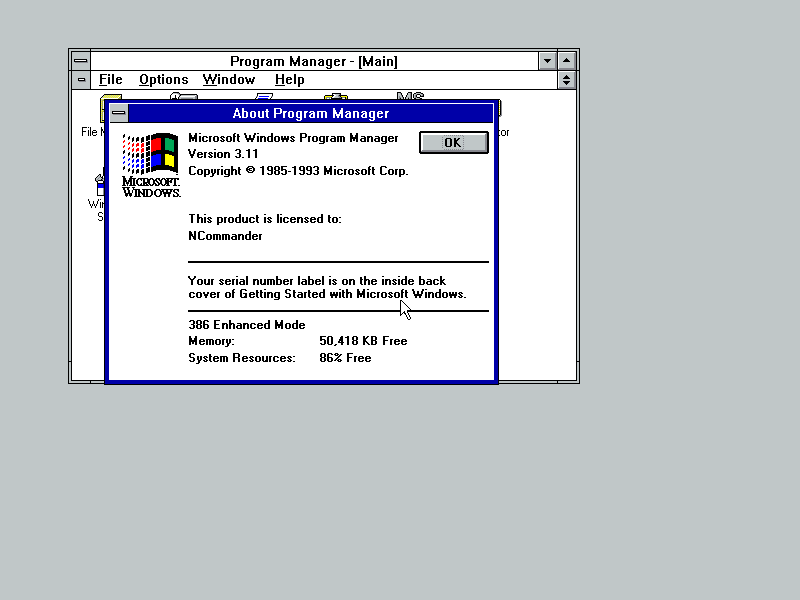 Program Manager - [Main]
File Options Window Help
MS
About Program Manager
Microsoft Windows Program Manager
Version 3.11
Copyright © 1985-1993 Microsoft Corp.
OK
MICROSOFT.
WINDOWS.
This product is licensed to:
NCommander
Your serial number label is on the inside back
cover of Getting Started with Microsoft Windows.
386 Enhanced Mode
Memory: 50,418 KB Free
System Resources: 86% Free
File